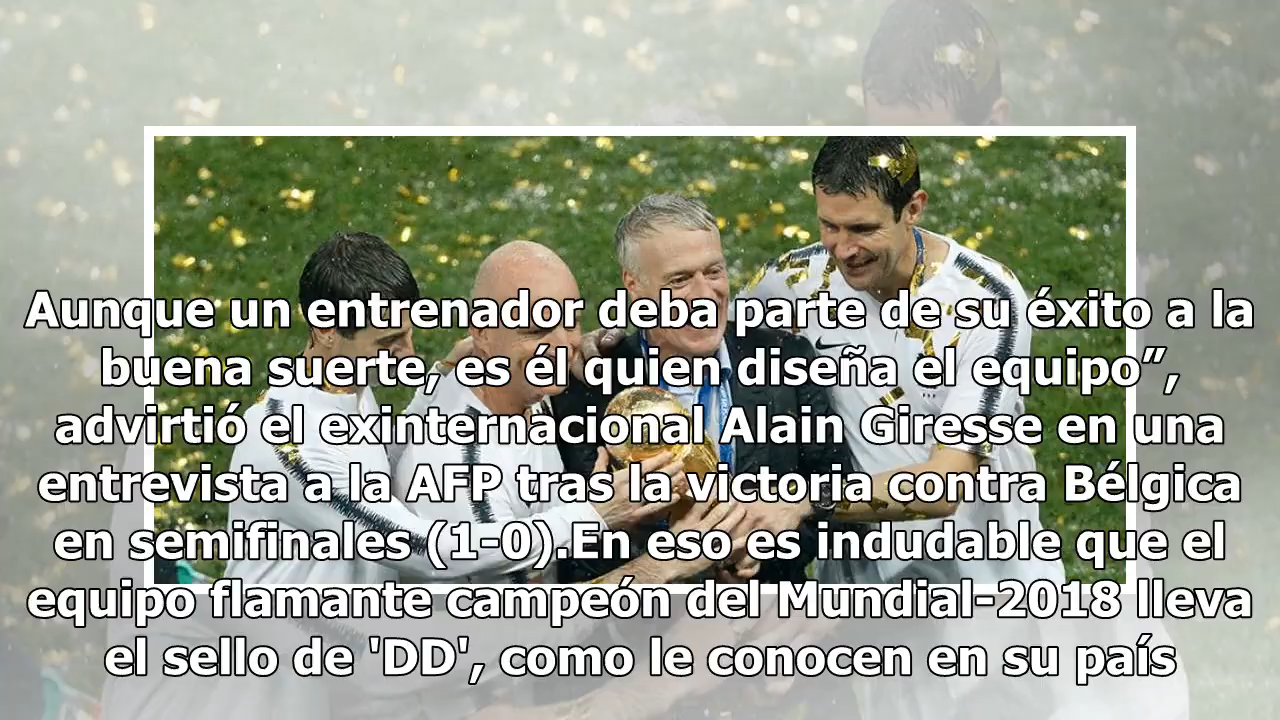 Aunque un entrenador deba parte de su éxito a la
buena suerte, es él quien diseña el equipo”,
advirtió el exinternacional Alain Giresse en una
entrevista a la AFP tras la victoria contra Bélgica
en semifinales (1-0).En eso es indudable que el
equipo flamante campeón del Mundial-2018 lleva
el sello de 'DD', como le conocen en su país